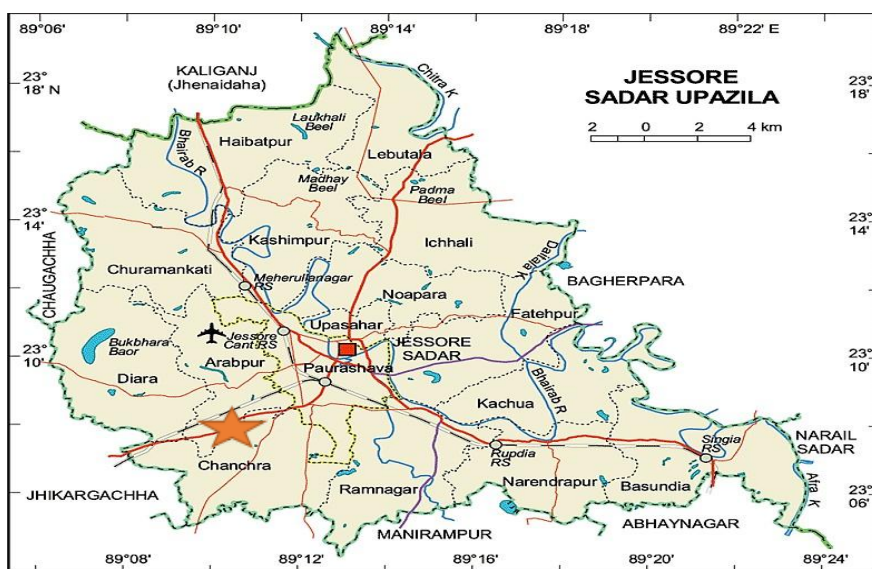 89°06'
89°10'
89°14'
89°18'
89°22' E
23°
18' N
23°
18'
KALIGANJ
(Jhenaidaha)
JESSORE
SADAR UPAZILA
2 0 2 4 km
Chitra K
Laukhali
Beel
Bhairab R
Haibatpur
Lebutala
Madhay
Beel
Padma
Beel
23°
14'
23°
14'
CHAUGACHHA
Kashimpur
Ichhali
Daitala K
Churamankati
Meherullanagar
RS
BAGHERPARA
Noapara
Fatehpur
Upasahar
Bukbhara
Baor
Jessore
Cant RS
JESSORE
SADAR
23°
10'
23°
10'
Arabpur
Paurashava
Diara
Bhairab R
Kachua
Chanchra
Rupdia
RS
Singia
RS
NARAIL
SADAR
Afra K
JHIKARGACHHA
Ramnagar
Narendrapur
Basundia
23°
06'
23°
06'
MANIRAMPUR
ABHAYNAGAR
89°08'
89°12'
89°16'
89°20'
89°24'